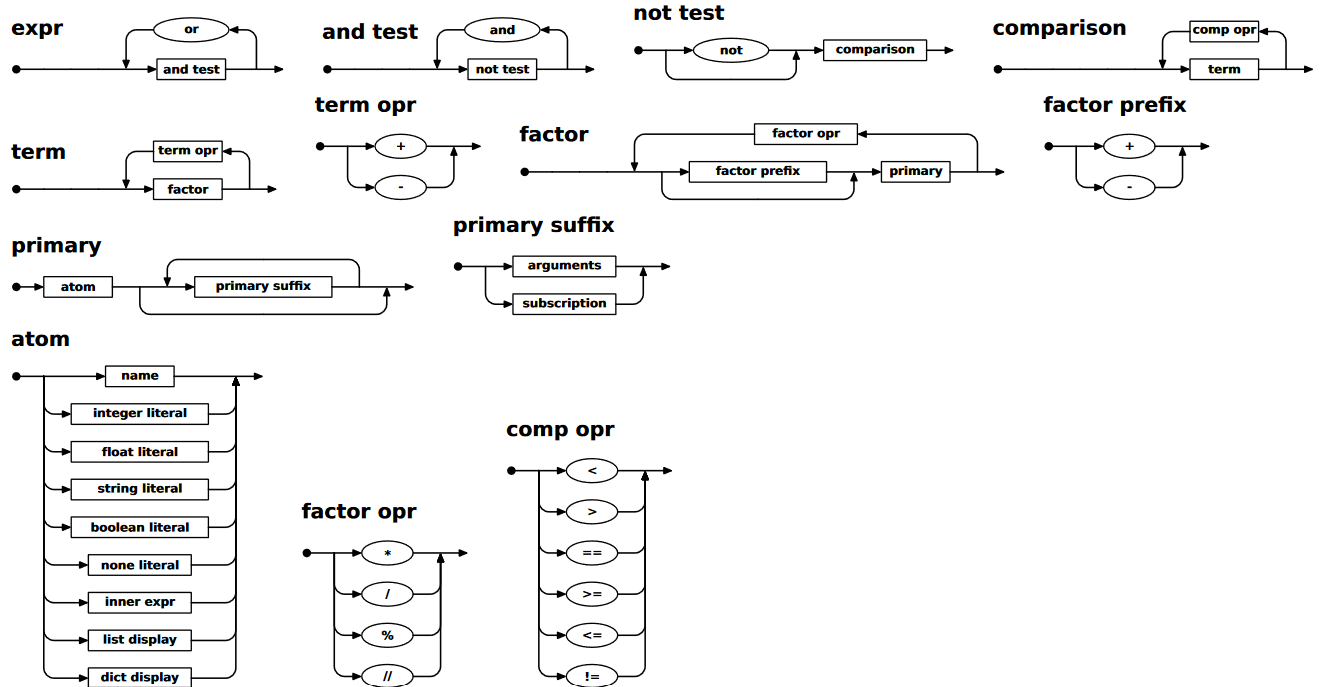 expr
or
and test
and test
and
not test
not test
not
comparison
comparison
comp opr
term
term
term opr
factor
term opr
+
-
factor
factor opr
factor prefix
primary
factor prefix
+
-
primary
atom
primary suffix
primary suffix
arguments
subscription
atom
name
integer literal
float literal
string literal
boolean literal
none literal
inner expr
list display
dict display
factor opr
*
/
%
//
comp opr
<
>
==
>=
<=
!=